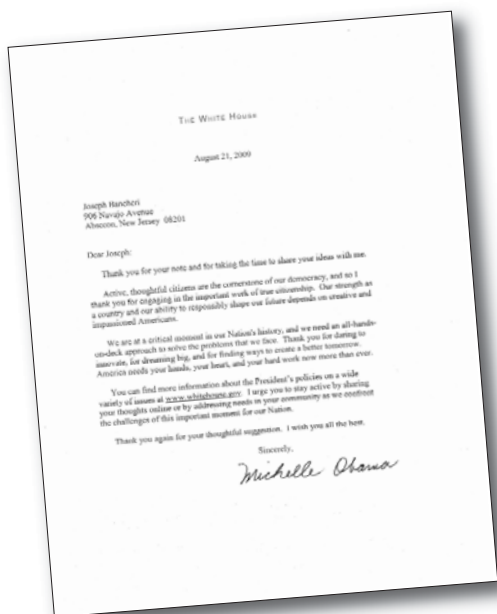 THE WHITE HOUSE
August 21, 2009
Joseph Hancheri
906 Navajo Avenue
Absecon, New Jersey 08201
Dear Joseph:
Thank you for your note and for taking the time to share your ideas with me.
Active, thoughtful citizens are the cornerstone of our democracy, and so I
thank you for engaging in the important work of true citizenship. Our strength as
a country and our ability to responsibly shape our future depends on creative and
impassioned Americans.
We are at a critical moment in our Nation's history, and we need an all-hands-
on-deck approach to solve the problems that we face. Thank you for daring to
innovate, for dreaming big, and for finding ways to create a better tomorrow.
America needs your hands, your heart, and your hard work now more than ever.
You can find more information about the President's policies on a wide
variety of issues at www.whitehouse.gov. I urge you to stay active by sharing
your thoughts online or by addressing needs in your community as we confront
the challenges of this important moment for our Nation.
Thank you again for your thoughtful suggestion. I wish you all the best.
Sincerely,
Michelle Obama